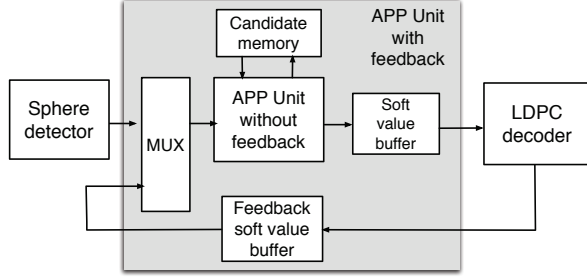 Candidate
memory
APP Unit
with
feedback
Sphere
detector
MUX
APP Unit
without
feedback
Soft
value
buffer
LDPC
decoder
Feedback
soft value
buffer